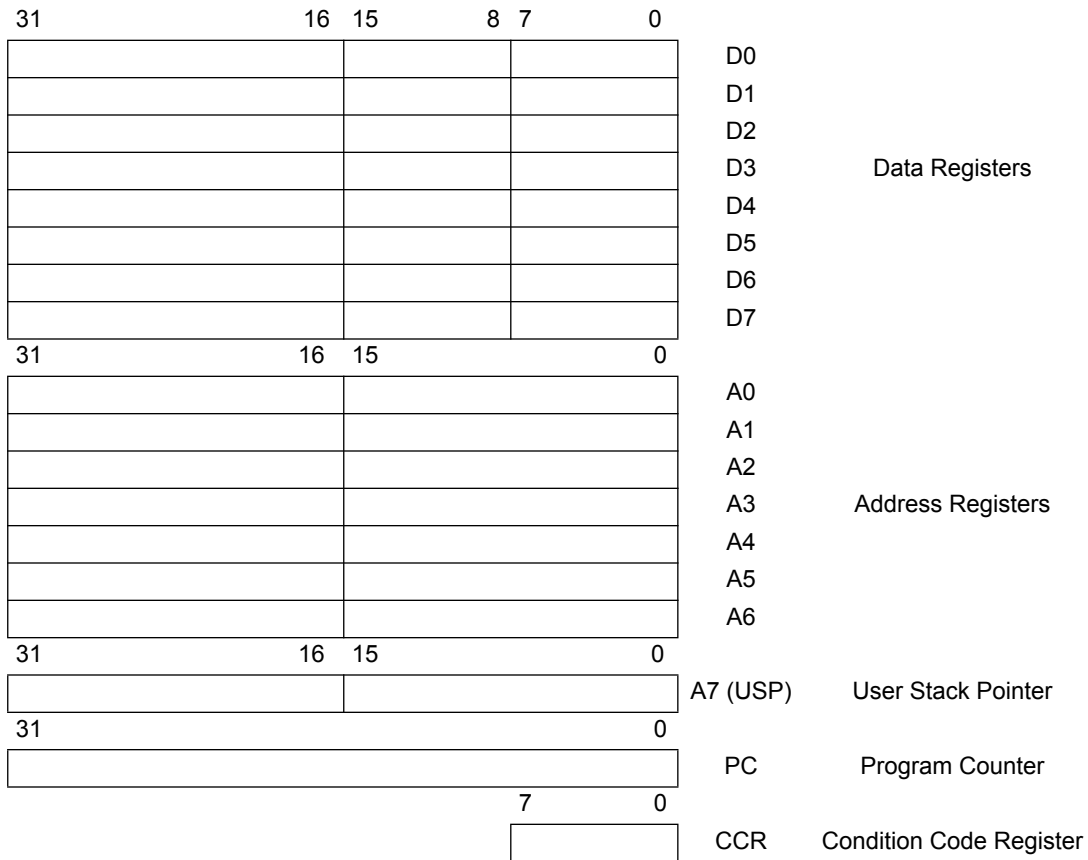 31 16 15 8 7 0
D0
D1
D2
D3 Data Registers
D4
D5
D6
D7
31 16 15 0
A0
A1
A2
A3 Address Registers
A4
A5
A6
31 16 15 0
A7 (USP) User Stack Pointer
31 0
PC Program Counter
7 0
CCR Condition Code Register